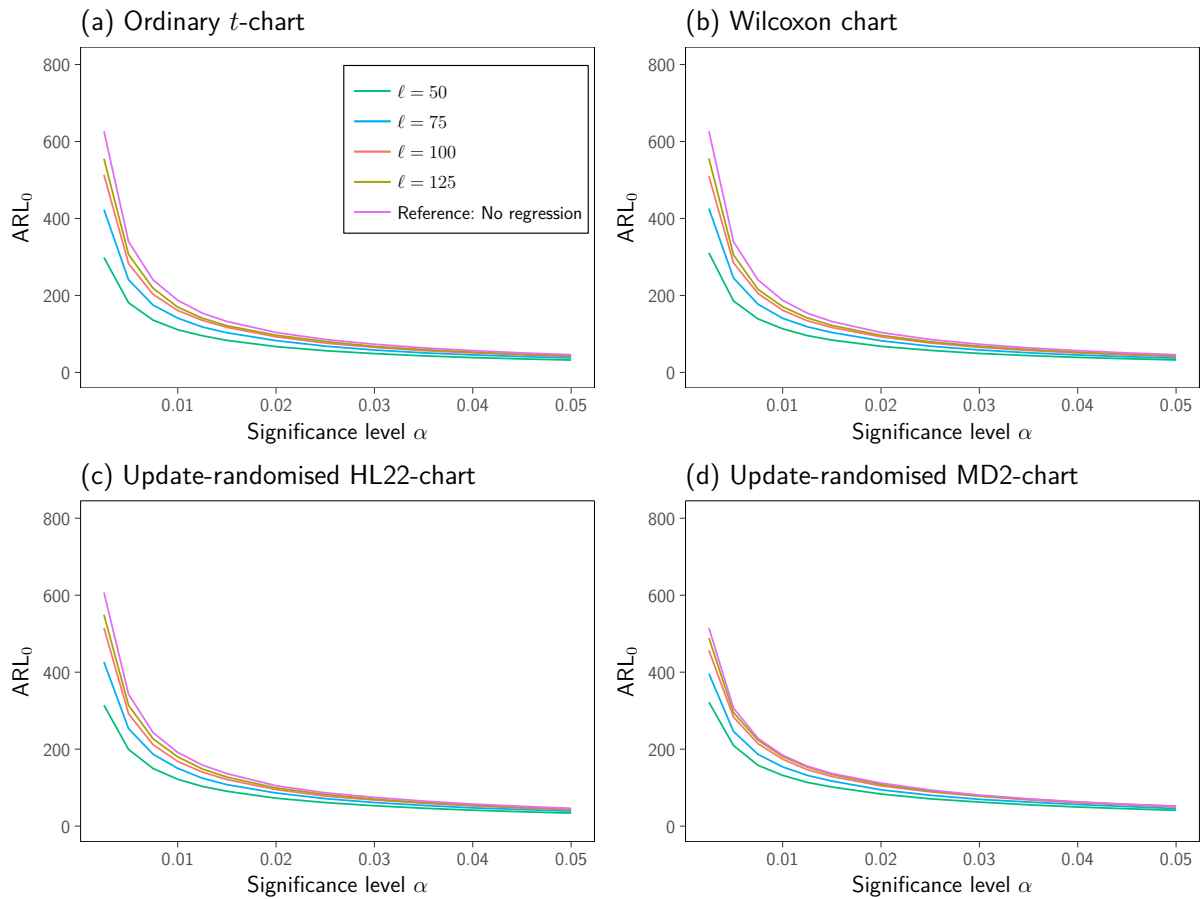 (a) Ordinary t-chart
800
600
400
200
0
ARL₀
0.01 0.02 0.03 0.04 0.05
Significance level α
ℓ = 50
ℓ = 75
ℓ = 100
ℓ = 125
Reference: No regression
(b) Wilcoxon chart
800
600
400
200
0
ARL₀
0.01 0.02 0.03 0.04 0.05
Significance level α
(c) Update-randomised HL22-chart
800
600
400
200
0
ARL₀
0.01 0.02 0.03 0.04 0.05
Significance level α
(d) Update-randomised MD2-chart
800
600
400
200
0
ARL₀
0.01 0.02 0.03 0.04 0.05
Significance level α